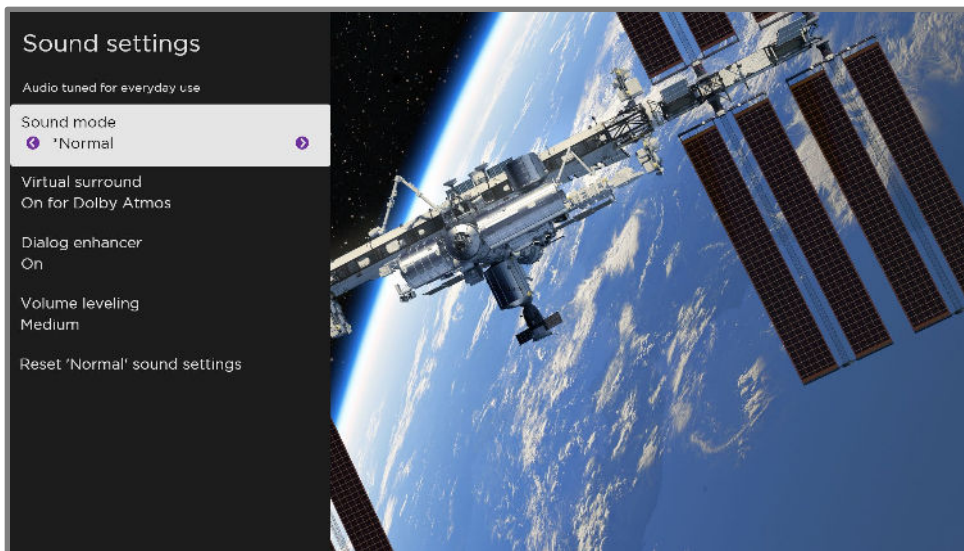 Sound settings
Audio tuned for everyday use
Sound mode
*Normal
Virtual surround
On for Dolby Atmos
Dialog enhancer
On
Volume leveling
Medium
Reset 'Normal' sound settings